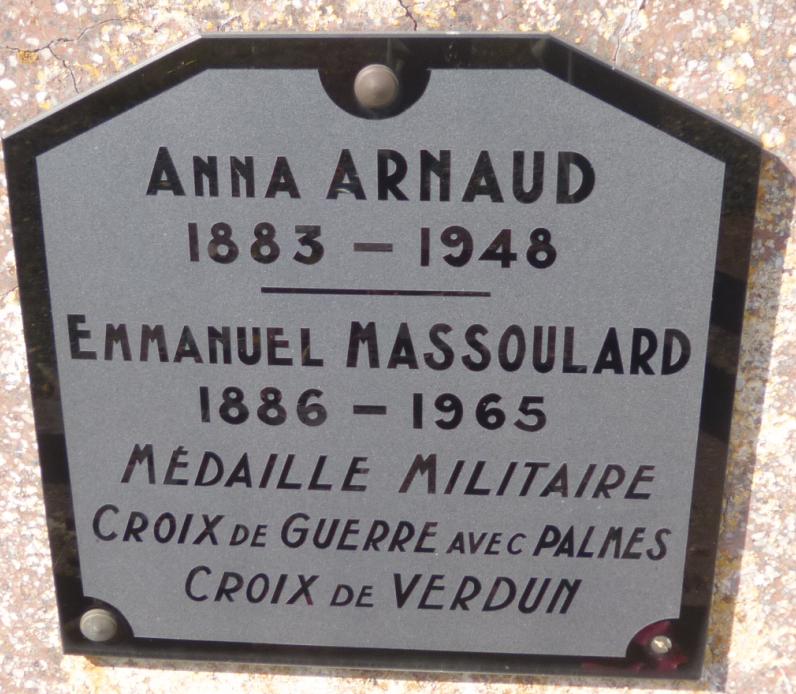 ANNA ARNAUD
1883 – 1948
EMMANUEL MASSOULARD
1886 – 1965
MÉDAILLE MILITAIRE
CROIX DE GUERRE AVEC PALMES
CROIX DE VERDUN